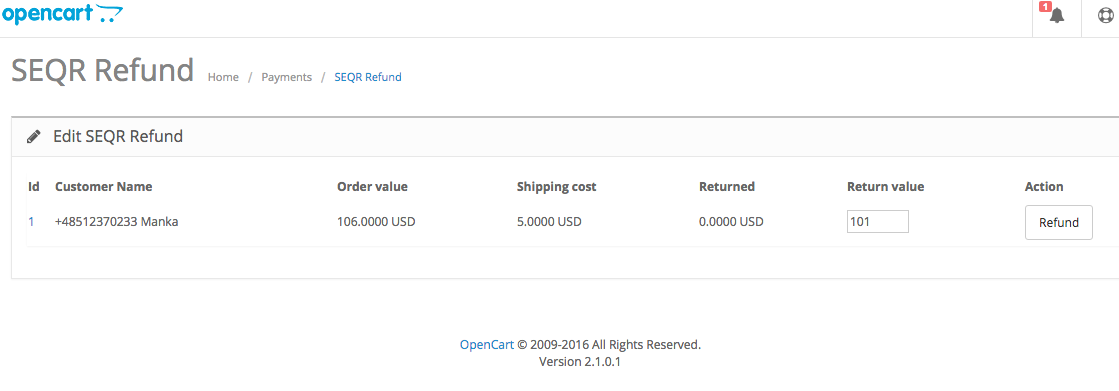 opencart
1
SEQR Refund Home / Payments / SEQR Refund
Edit SEQR Refund
Id Customer Name Order value Shipping cost Returned Return value Action
1 +48512370233 Manka 106.0000 USD 5.0000 USD 0.0000 USD 101 Refund
OpenCart © 2009-2016 All Rights Reserved.
Version 2.1.0.1